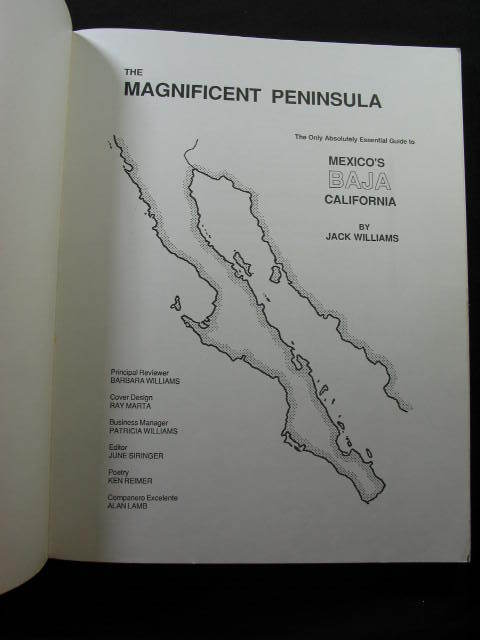 THE
MAGNIFICENT PENINSULA
The Only Absolutely Essential Guide to
MEXICO'S
BAJA
CALIFORNIA
BY
JACK WILLIAMS
Principal Reviewer
BARBARA WILLIAMS
Cover Design
RAY MARTA
Business Manager
PATRICIA WILLIAMS
Editor
JUNE SIRINGER
Poetry
KEN REIMER
Companero Excelente
ALAN LAMB